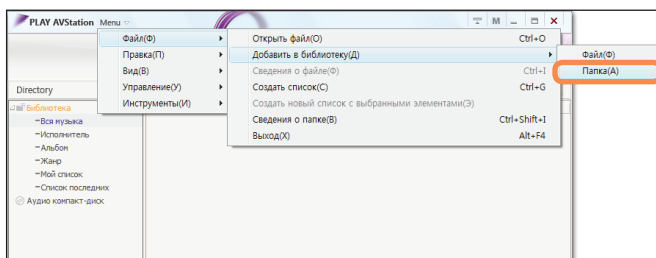 PLAY AVStation Menu
M
Файл(Ф)
Правка(П)
Вид(В)
Управление(У)
Инструменты(И)
Открыть файл(О) Ctrl+O
Добавить в библиотеку(Д)
Сведения о файле(Ф) Ctrl+I
Создать список(С) Ctrl+G
Создать новый список с выбранными элементами(Э)
Сведения о папке(В) Ctrl+Shift+I
Выход(Х) Alt+F4
Файл(Ф)
Папка(А)
Directory
Библиотека
Вся музыка
Исполнитель
Альбом
Жанр
Мой список
Список последних
Аудио компакт-диск